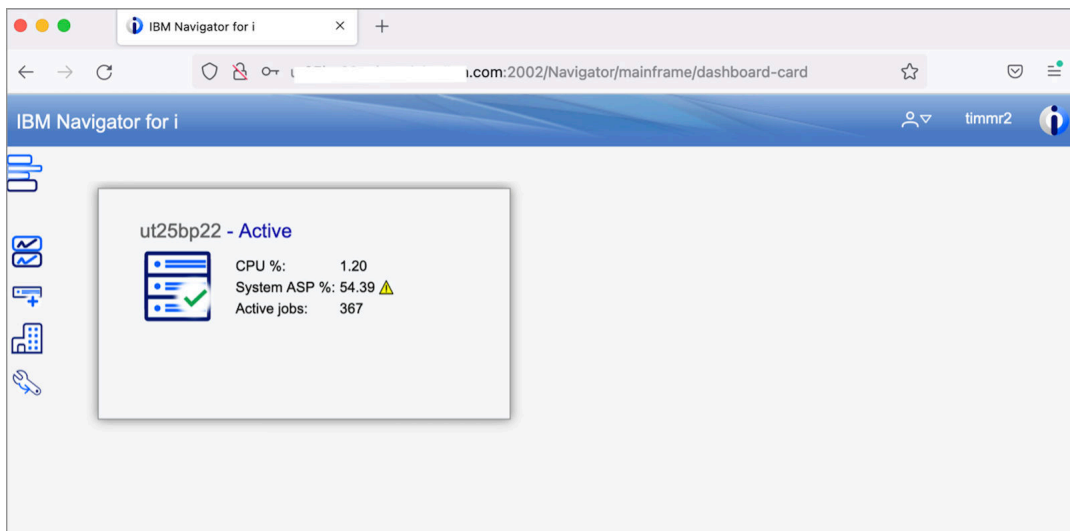 IBM Navigator for i
.com:2002/Navigator/mainframe/dashboard-card
IBM Navigator for i
timmr2
ut25bp22 - Active
CPU %: 1.20
System ASP %: 54.39
Active jobs: 367